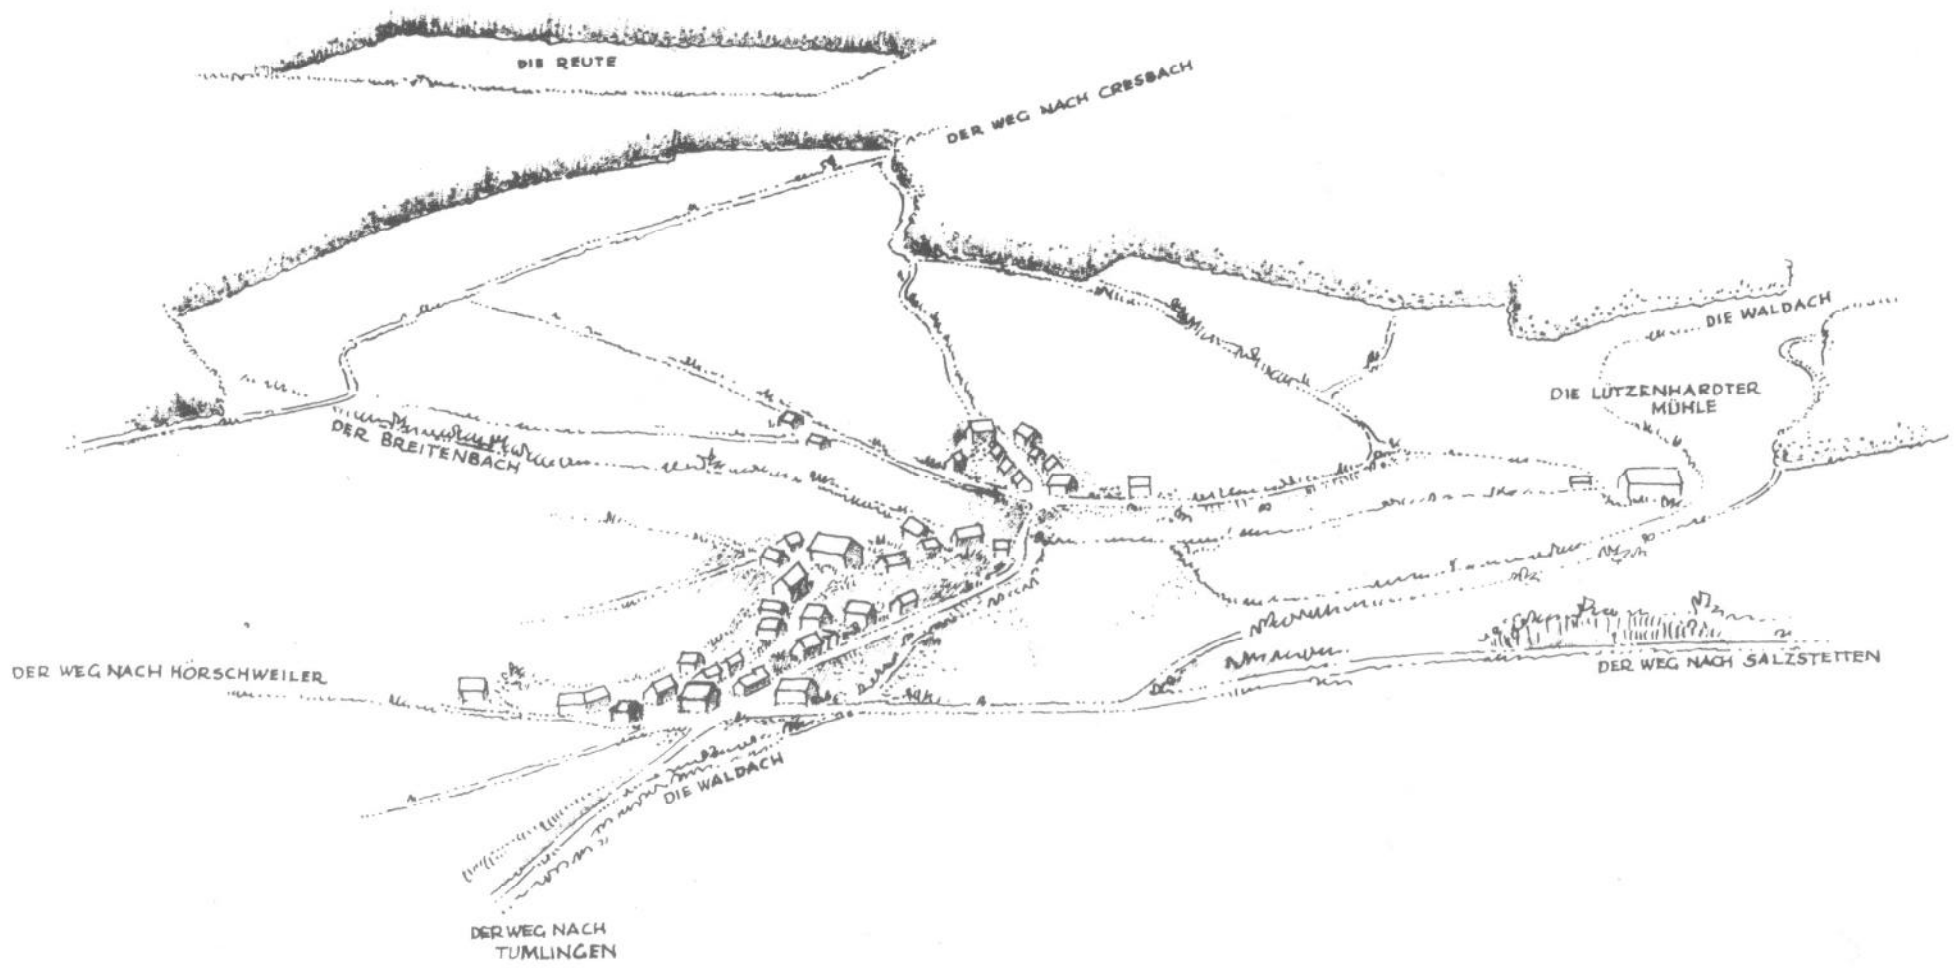 DIE REUTE
DER WEG NACH CRESBACH
DIE WALDACH
DIE LÜTZENHARDTER
MÜHLE
DER BREITENBACH
DER WEG NACH HÖRSCHWEILER
DER WEG NACH SALZSTETTEN
DIE WALDACH
DER WEG NACH
TUMLINGEN